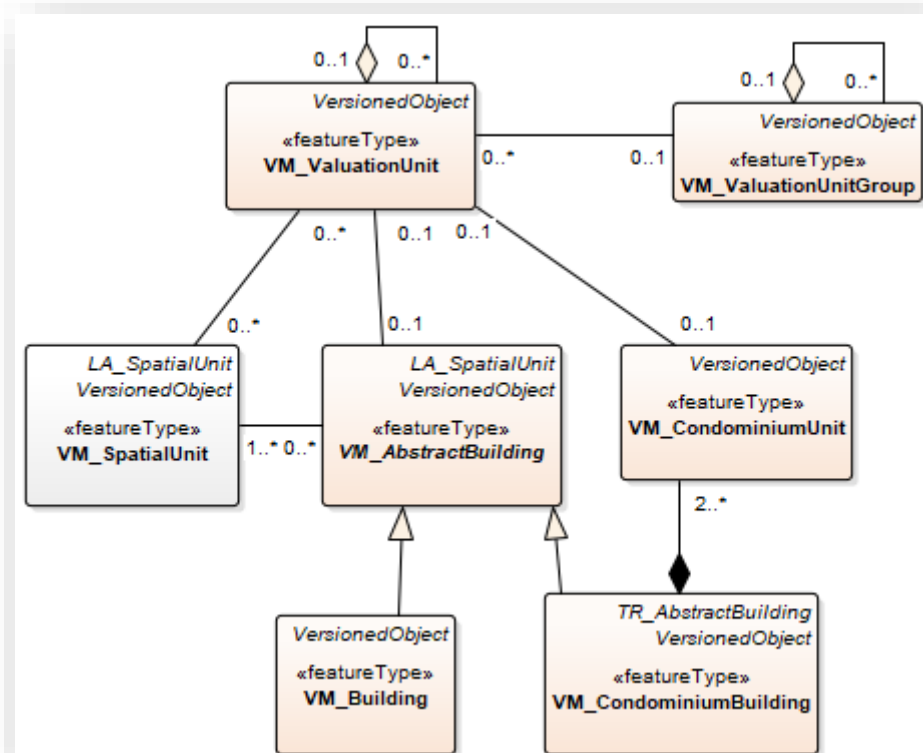 0..1
0..*
0..1
0..*
VersionedObject
«featureType»
VM_ValuationUnit
VersionedObject
«featureType»
VM_ValuationUnitGroup
0..*
0..1
0..*
0..1
0..1
0..*
0..1
0..1
LA_SpatialUnit
VersionedObject
«featureType»
VM_SpatialUnit
LA_SpatialUnit
VersionedObject
«featureType»
VM_AbstractBuilding
VersionedObject
«featureType»
VM_CondominiumUnit
1..*
0..*
2..*
VersionedObject
«featureType»
VM_Building
TR_AbstractBuilding
VersionedObject
«featureType»
VM_CondominiumBuilding